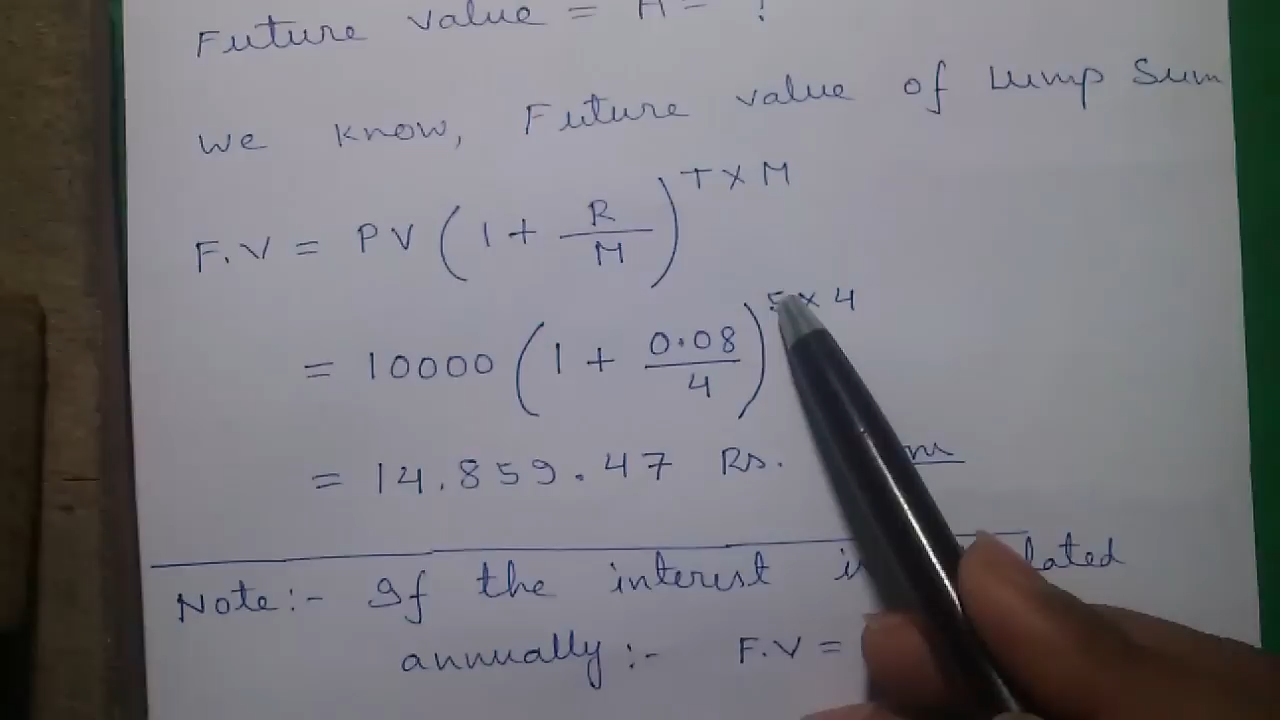 Future value = A = ?
we know, Future value of Lump Sum
F.V = PV ( 1 + R/M ) T X M
= 10000 ( 1 + 0.08/4 ) 5 x 4
= 14,859.47 Rs.
Note:- If the interest
annually:- F.V =